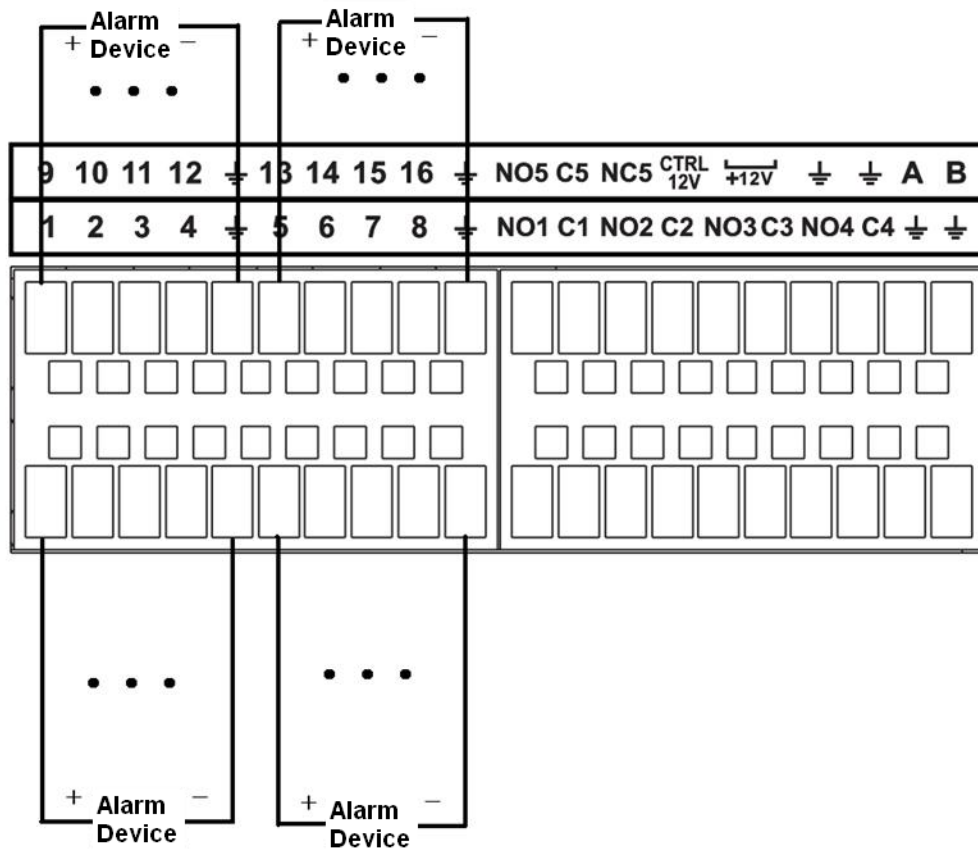 Alarm
+ Device −
Alarm
+ Device −
9 10 11 12 ⏚ 13 14 15 16 ⏚ NO5 C5 NC5 CTRL 12V +12V ⏚ ⏚ A B
1 2 3 4 ⏚ 5 6 7 8 ⏚ NO1 C1 NO2 C2 NO3 C3 NO4 C4 ⏚ ⏚
+ Alarm −
Device
+ Alarm −
Device